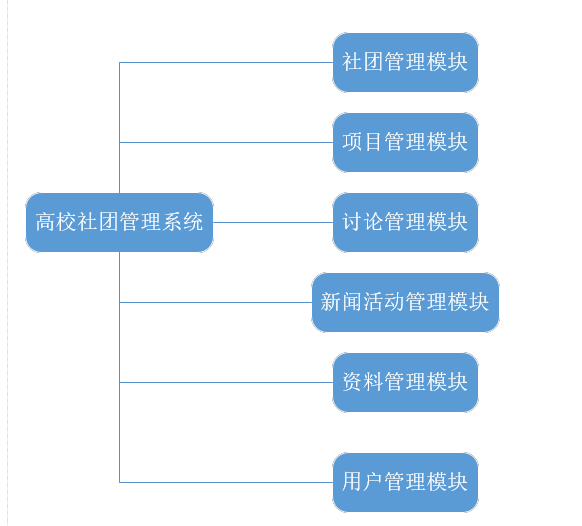 社团管理模块
项目管理模块
高校社团管理系统
讨论管理模块
新闻活动管理模块
资料管理模块
用户管理模块